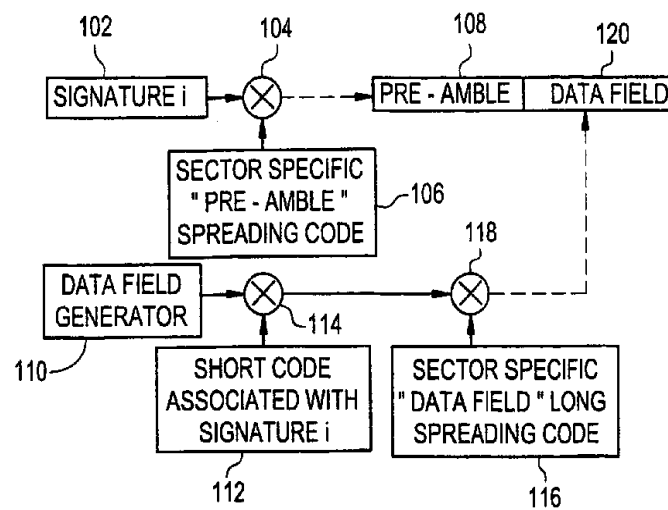 102
104
108
120
SIGNATURE i
PRE - AMBLE
DATA FIELD
SECTOR SPECIFIC
" PRE - AMBLE "
SPREADING CODE
106
118
DATA FIELD
GENERATOR
114
110
SHORT CODE
ASSOCIATED WITH
SIGNATURE i
SECTOR SPECIFIC
" DATA FIELD " LONG
SPREADING CODE
112
116